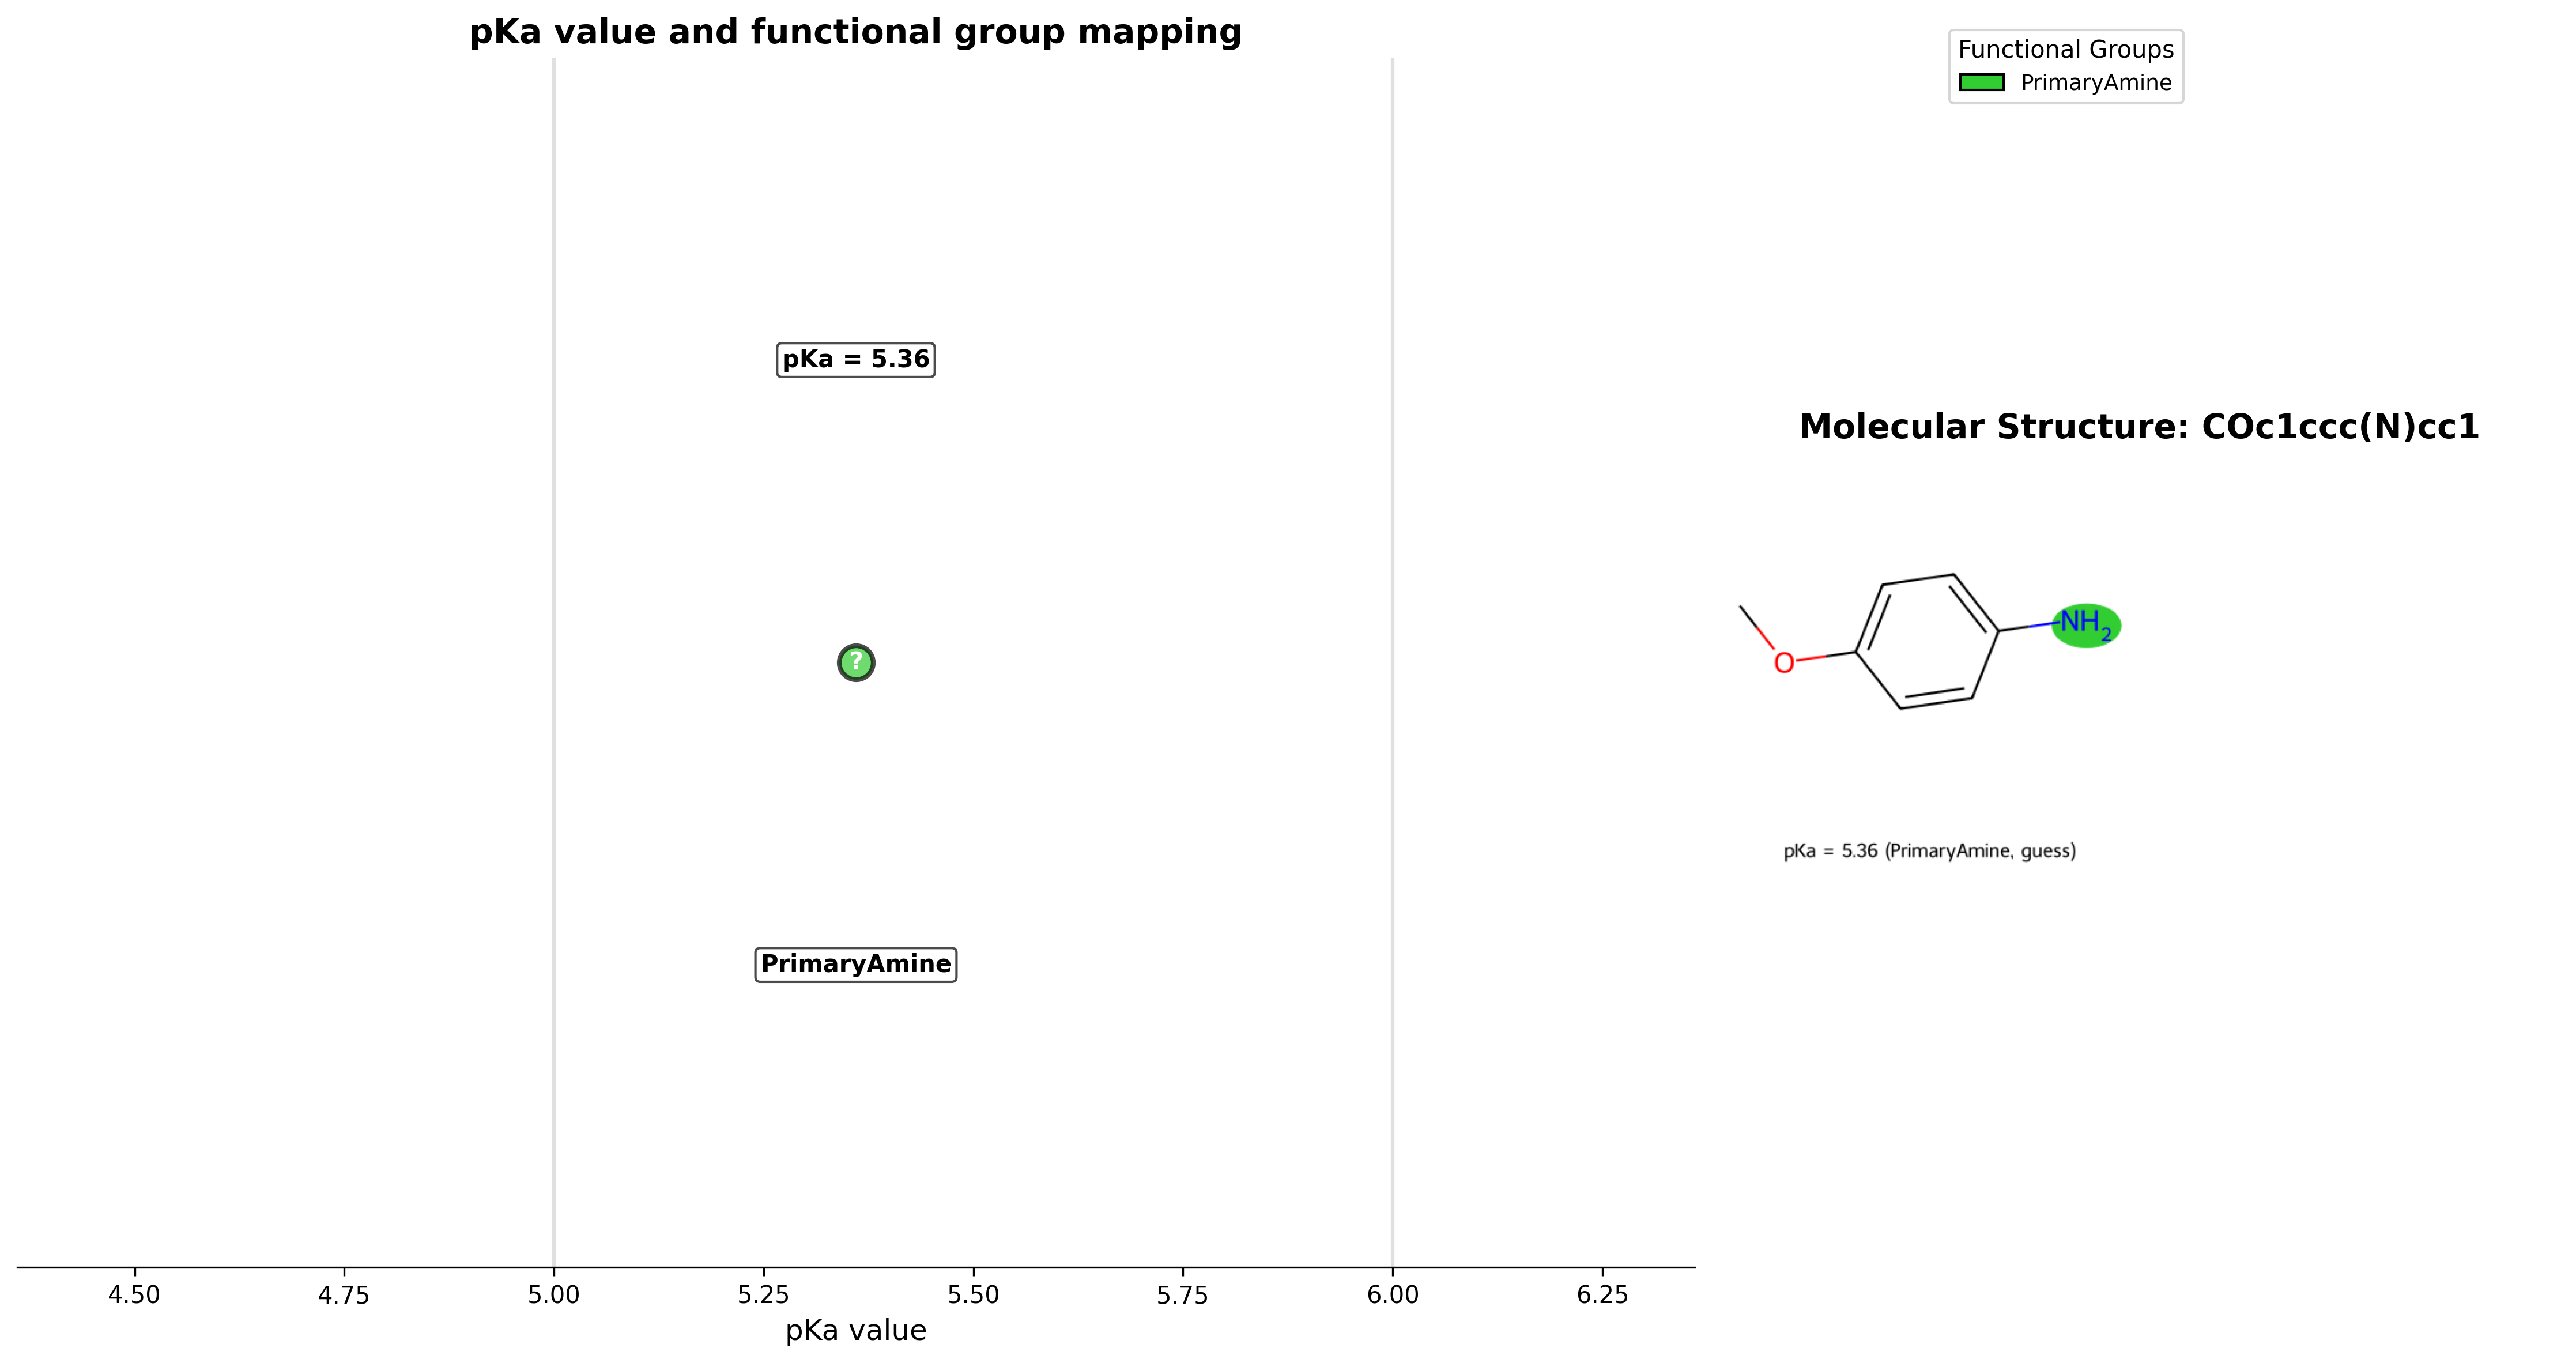 pKa value and functional group mapping
pKa = 5.36
?
PrimaryAmine
4.50 4.75 5.00 5.25 5.50 5.75 6.00 6.25
pKa value
Functional Groups
PrimaryAmine
Molecular Structure: COc1ccc(N)cc1
O
NH2
pKa = 5.36 (PrimaryAmine, guess)